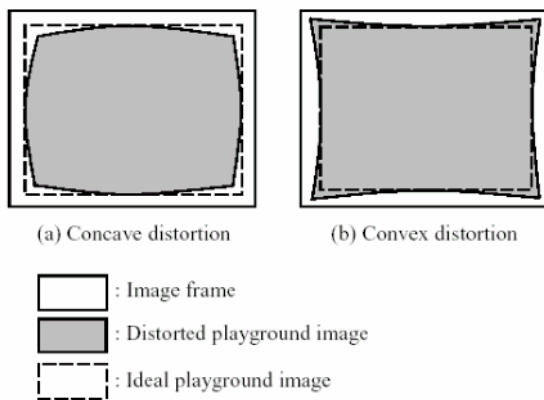 (a) Concave distortion
(b) Convex distortion
: Image frame
: Distorted playground image
: Ideal playground image